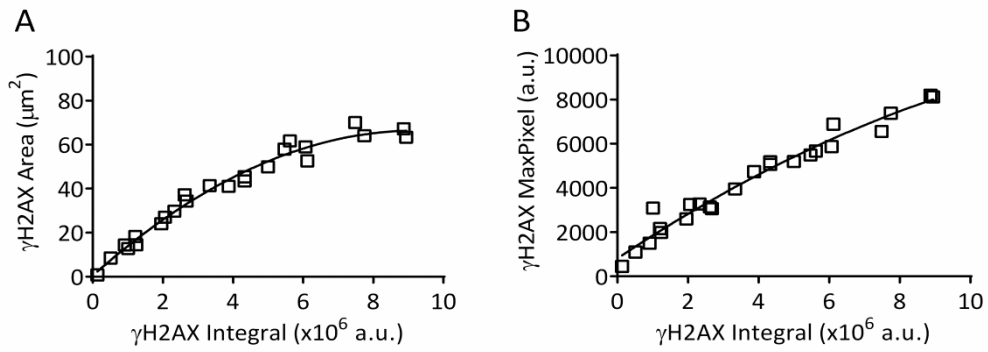 A
100
80
60
40
20
0
0 2 4 6 8 10
γH2AX Area (μm²)
γH2AX Integral (x10⁶ a.u.)
B
10000
8000
6000
4000
2000
0
0 2 4 6 8 10
γH2AX MaxPixel (a.u.)
γH2AX Integral (x10⁶ a.u.)